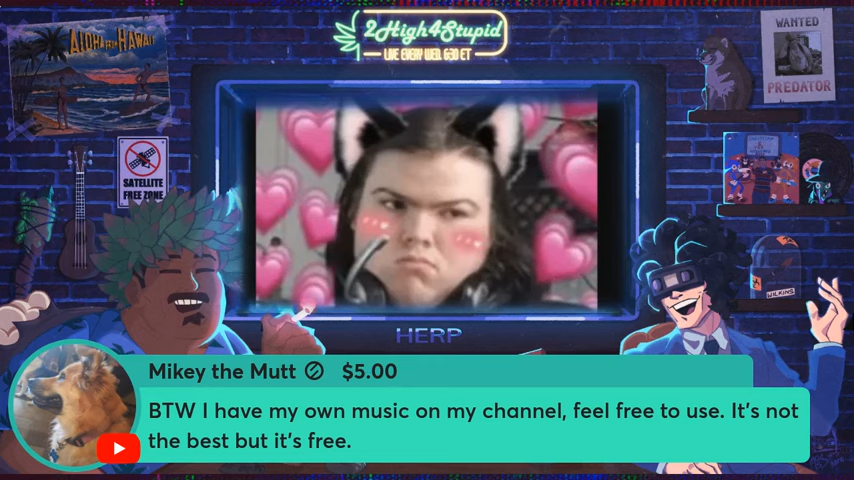 2High4Stupid
LIVE EVERY WED. 6:30 ET
ALOHA from HAWAII
WANTED
PREDATOR
SATELLITE
FREE ZONE
WILKINS
HERP
Mikey the Mutt $5.00
BTW I have my own music on my channel, feel free to use. It's not
the best but it's free.